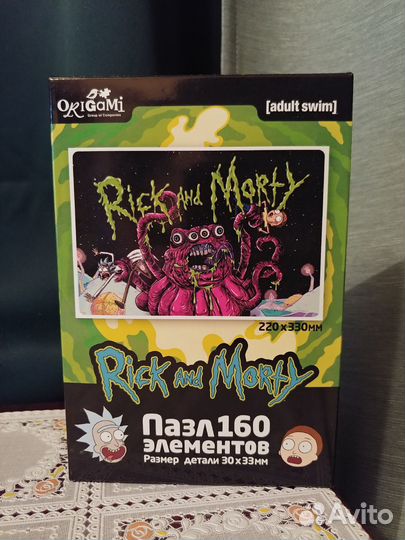 ORIGAMI
Group of Companies
[adult swim]
RICK AND MORTY
220x330мм
RICK AND MORTY
Пазл 160
элементов
Размер детали 30x33мм
Avito